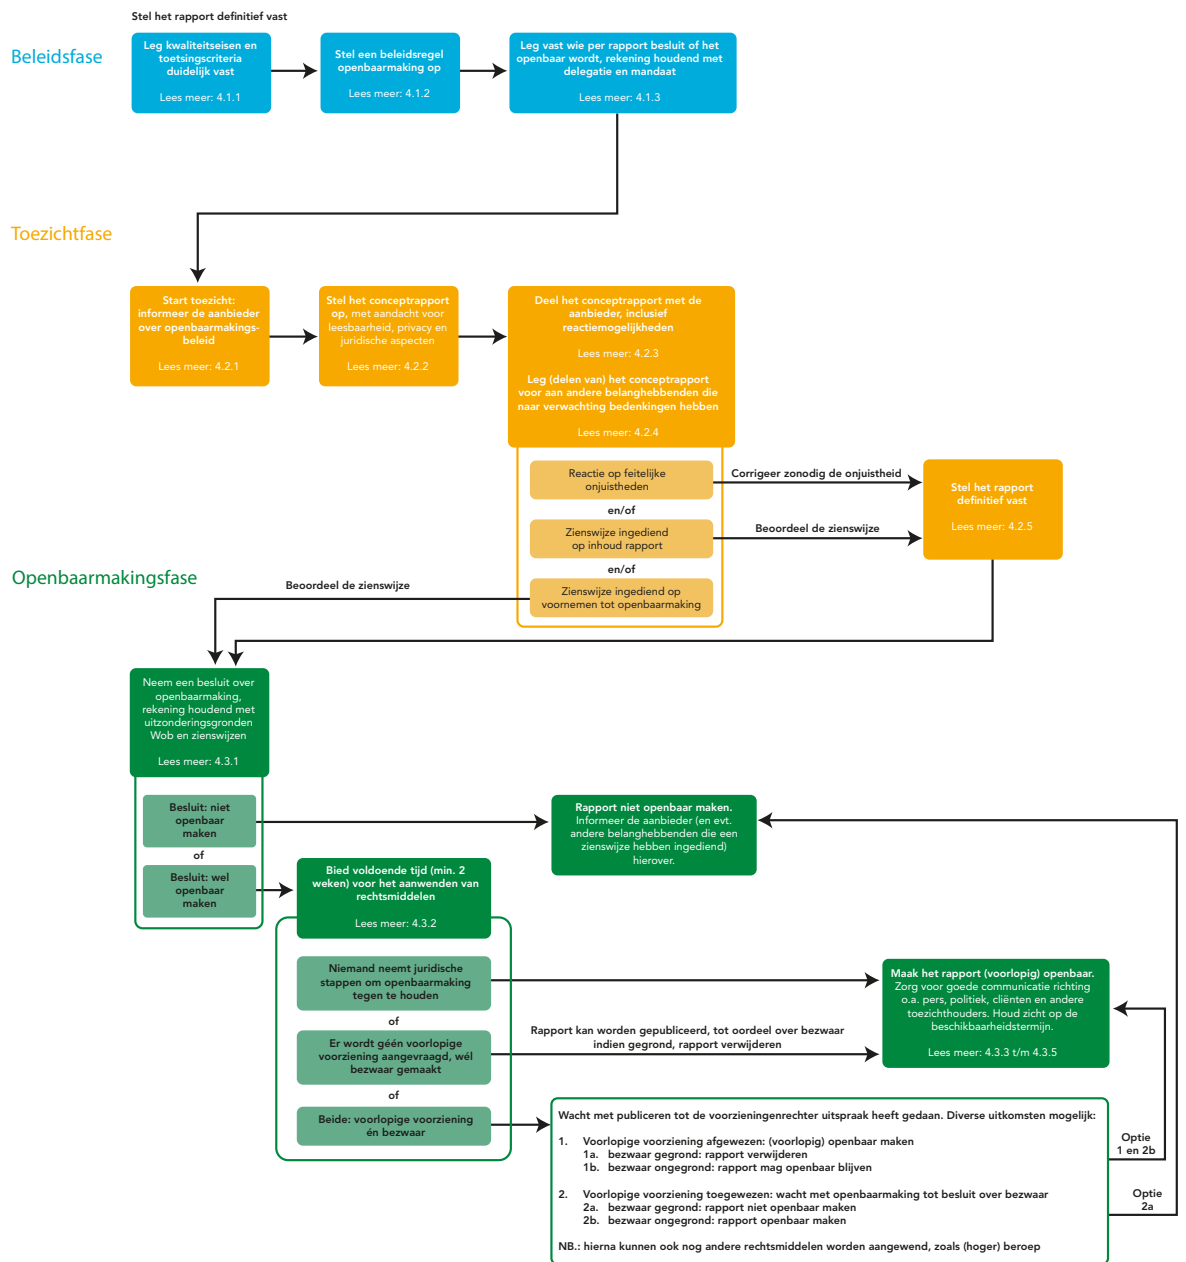 Stel het rapport definitief vast
Beleidsfase
Leg kwaliteitseisen en
toetsingscriteria
duidelijk vast
Lees meer: 4.1.1
Stel een beleidsregel
openbaarmaking op
Lees meer: 4.1.2
Leg vast wie per rapport besluit of het
openbaar wordt, rekening houdend met
delegatie en mandaat
Lees meer: 4.1.3
Toezichtfase
Start toezicht:
informeer de aanbieder
over openbaarmakings-
beleid
Lees meer: 4.2.1
Stel het conceptrapport
op, met aandacht voor
leesbaarheid, privacy en
juridische aspecten
Lees meer: 4.2.2
Deel het conceptrapport met de
aanbieder, inclusief
reactiemogelijkheden
Lees meer: 4.2.3
Leg (delen van) het conceptrapport
voor aan andere belanghebbenden die
naar verwachting bedenkingen hebben
Lees meer: 4.2.4
Reactie op feitelijke
onjuistheden
en/of
Zienswijze ingediend
op inhoud rapport
en/of
Zienswijze ingediend op
voornemen tot openbaarmaking
Corrigeer zonodig de onjuistheid
Beoordeel de zienswijze
Stel het rapport
definitief vast
Lees meer: 4.2.5
Openbaarmakingsfase
Beoordeel de zienswijze
Neem een besluit over
openbaarmaking,
rekening houdend met
uitzonderingsgronden
Wob en zienswijzen
Lees meer: 4.3.1
Besluit: niet
openbaar
maken
of
Besluit: wel
openbaar
maken
Rapport niet openbaar maken.
Informeer de aanbieder (en evt.
andere belanghebbenden die een
zienswijze hebben ingediend)
hierover.
Bied voldoende tijd (min. 2
weken) voor het aanwenden van
rechtsmiddelen
Lees meer: 4.3.2
Niemand neemt juridische
stappen om openbaarmaking
tegen te houden
of
Er wordt géén voorlopige
voorziening aangevraagd, wél
bezwaar gemaakt
of
Beide: voorlopige voorziening
én bezwaar
Rapport kan worden gepubliceerd, tot oordeel over bezwaar
indien gegrond, rapport verwijderen
Maak het rapport (voorlopig) openbaar.
Zorg voor goede communicatie richting
o.a. pers, politiek, cliënten en andere
toezichthouders. Houd zicht op de
beschikbaarheidstermijn.
Lees meer: 4.3.3 t/m 4.3.5
Wacht met publiceren tot de voorzieningenrechter uitspraak heeft gedaan. Diverse uitkomsten mogelijk:
1. Voorlopige voorziening afgewezen: (voorlopig) openbaar maken
1a. bezwaar gegrond: rapport verwijderen
1b. bezwaar ongegrond: rapport mag openbaar blijven
2. Voorlopige voorziening toegewezen: wacht met openbaarmaking tot besluit over bezwaar
2a. bezwaar gegrond: rapport niet openbaar maken
2b. bezwaar ongegrond: rapport openbaar maken
NB.: hierna kunnen ook nog andere rechtsmiddelen worden aangewend, zoals (hoger) beroep
Optie
1 en 2b
Optie
2a